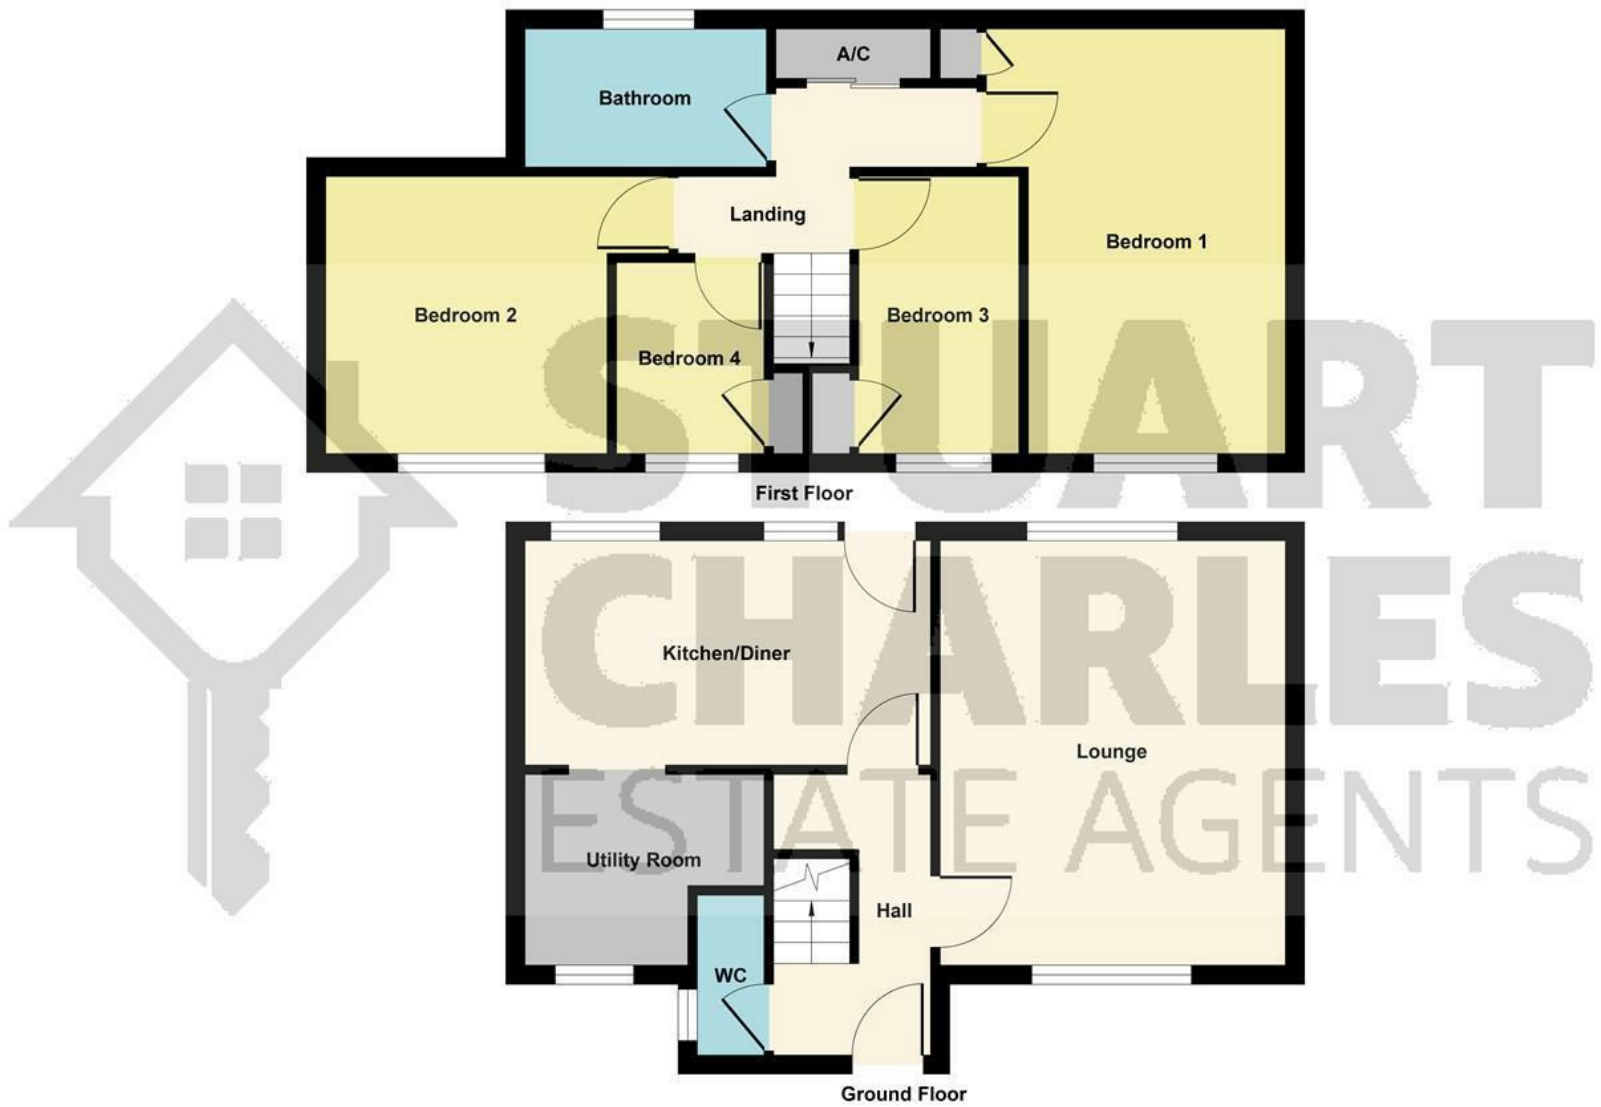 A/C
Bathroom
Landing
Bedroom 1
Bedroom 2
Bedroom 3
Bedroom 4
First Floor
STUART
CHARLES
ESTATE AGENTS
Kitchen/Diner
Lounge
Utility Room
Hall
WC
Ground Floor